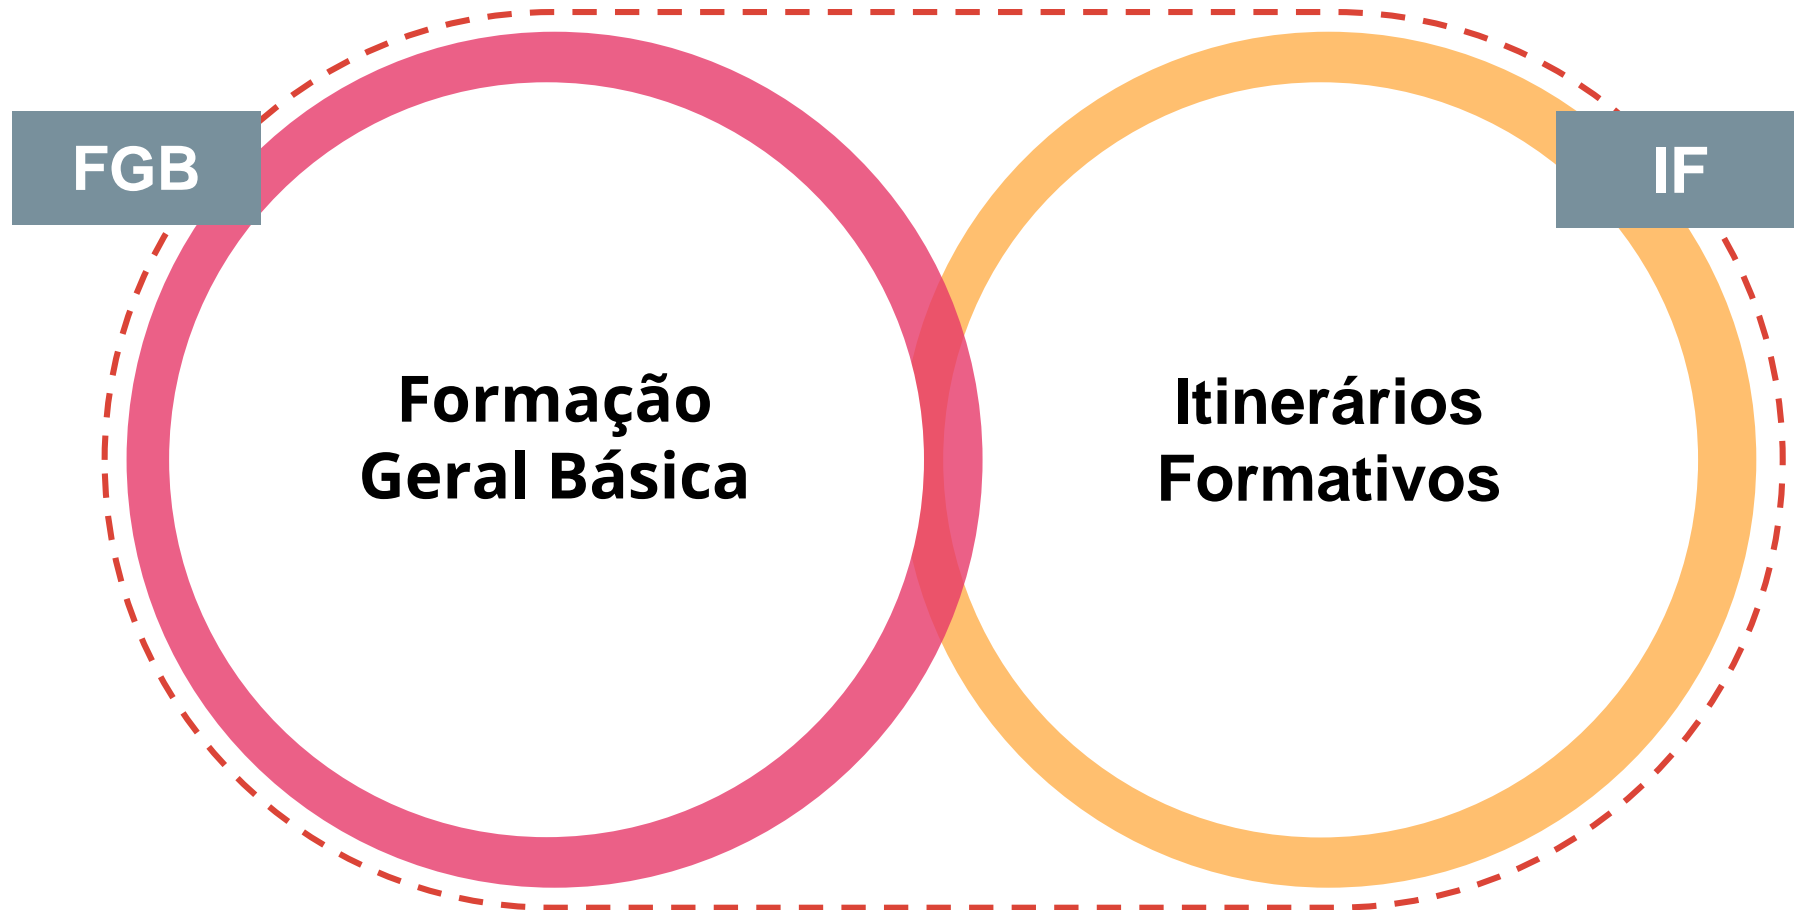 FGB
IF
Formação
Geral Básica
Itinerários
Formativos